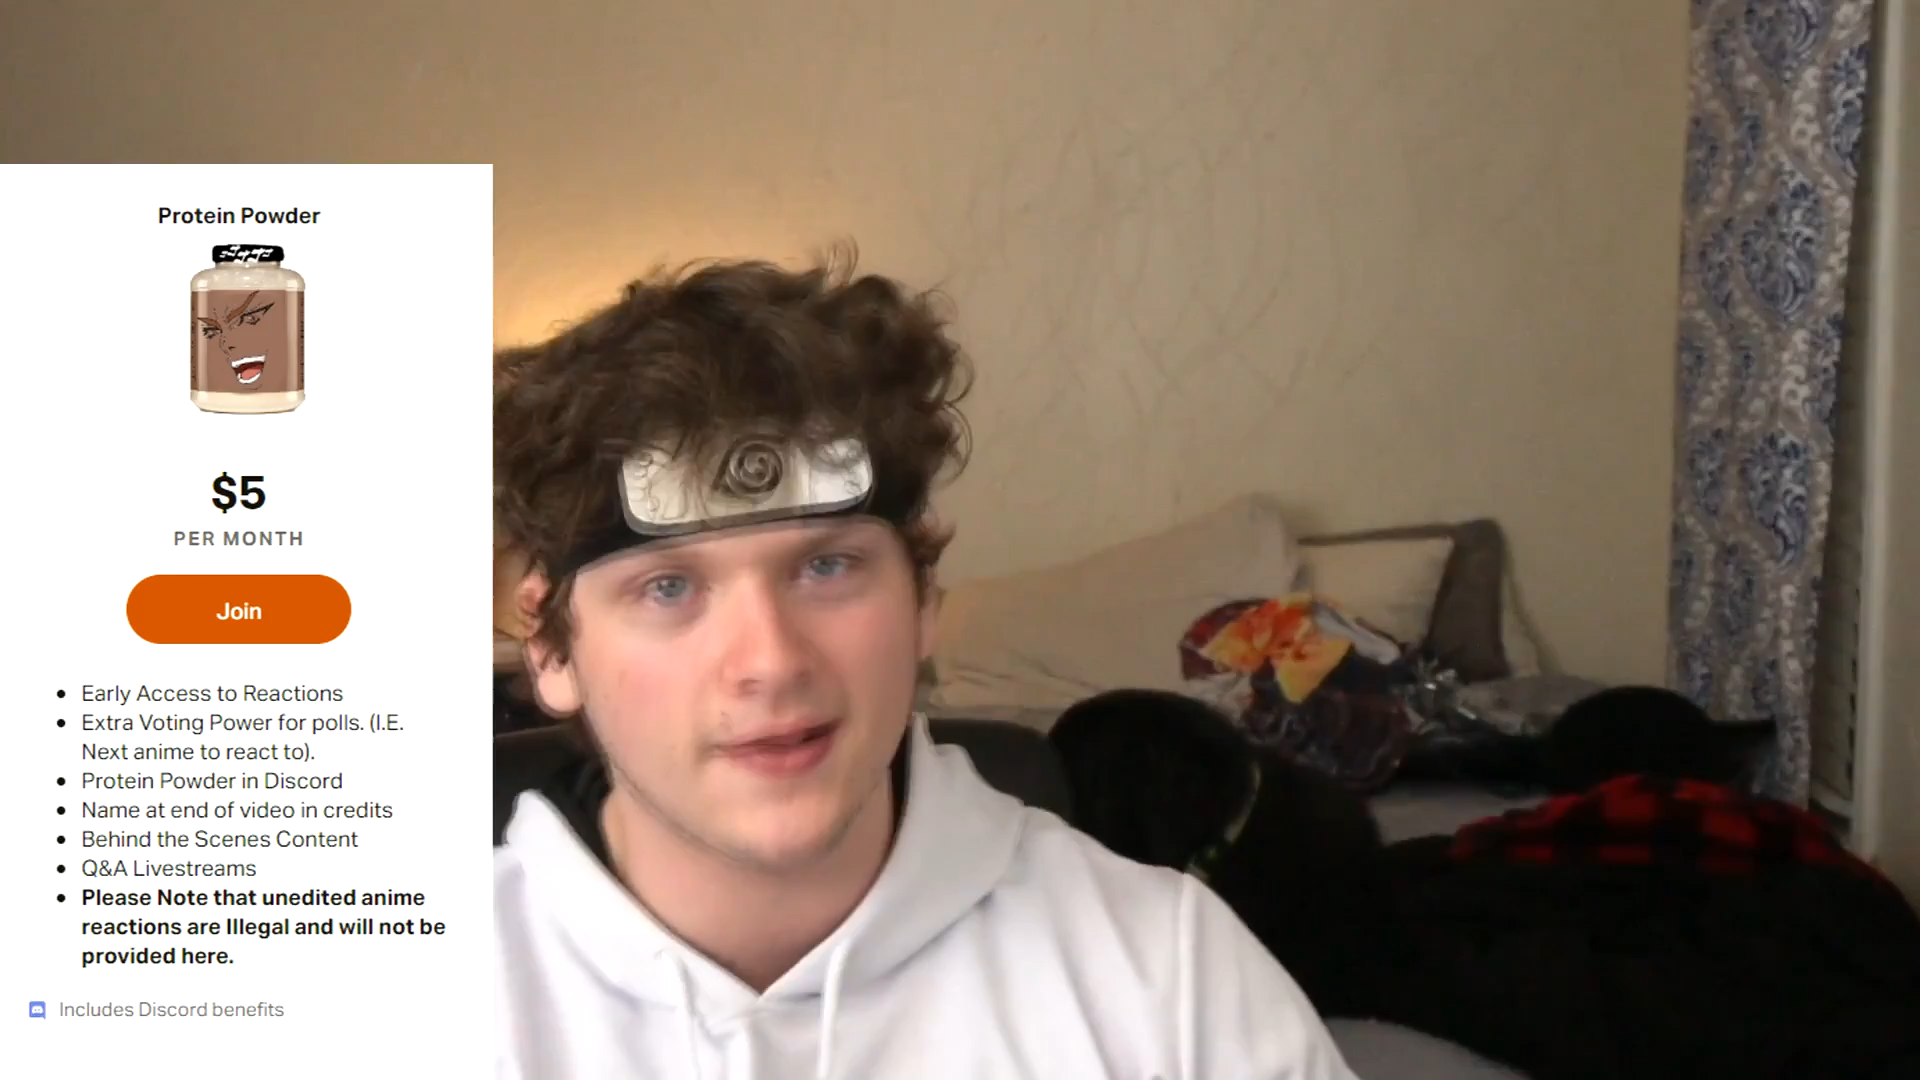 Protein Powder
$5
PER MONTH
Join
Early Access to Reactions
Extra Voting Power for polls. (I.E.
Next anime to react to).
Protein Powder in Discord
Name at end of video in credits
Behind the Scenes Content
Q&A Livestreams
Please Note that unedited anime
reactions are Illegal and will not be
provided here.
Includes Discord benefits